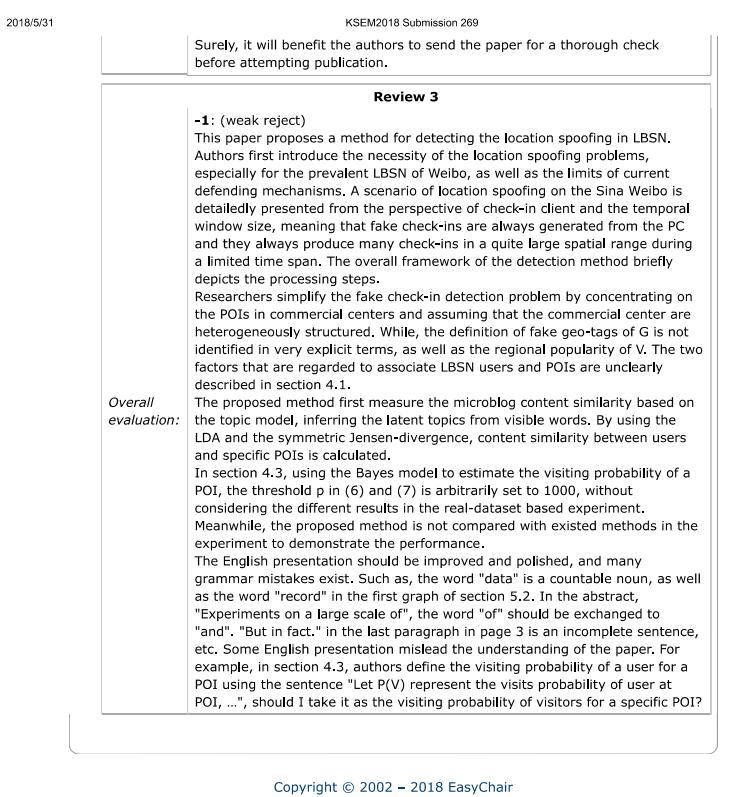 2018/5/31 KSEM2018 Submission 269
Surely, it will benefit the authors to send the paper for a thorough check
before attempting publication.
Review 3
-1: (weak reject)
This paper proposes a method for detecting the location spoofing in LBSN.
Authors first introduce the necessity of the location spoofing problems,
especially for the prevalent LBSN of Weibo, as well as the limits of current
defending mechanisms. A scenario of location spoofing on the Sina Weibo is
detailedly presented from the perspective of check-in client and the temporal
window size, meaning that fake check-ins are always generated from the PC
and they always produce many check-ins in a quite large spatial range during
a limited time span. The overall framework of the detection method briefly
depicts the processing steps.
Researchers simplify the fake check-in detection problem by concentrating on
the POIs in commercial centers and assuming that the commercial center are
heterogeneously structured. While, the definition of fake geo-tags of G is not
identified in very explicit terms, as well as the regional popularity of V. The two
factors that are regarded to associate LBSN users and POIs are unclearly
described in section 4.1.
Overall evaluation:
The proposed method first measure the microblog content similarity based on
the topic model, inferring the latent topics from visible words. By using the
LDA and the symmetric Jensen-divergence, content similarity between users
and specific POIs is calculated.
In section 4.3, using the Bayes model to estimate the visiting probability of a
POI, the threshold p in (6) and (7) is arbitrarily set to 1000, without
considering the different results in the real-dataset based experiment.
Meanwhile, the proposed method is not compared with existed methods in the
experiment to demonstrate the performance.
The English presentation should be improved and polished, and many
grammar mistakes exist. Such as, the word "data" is a countable noun, as well
as the word "record" in the first graph of section 5.2. In the abstract,
"Experiments on a large scale of", the word "of" should be exchanged to
"and". "But in fact." in the last paragraph in page 3 is an incomplete sentence,
etc. Some English presentation mislead the understanding of the paper. For
example, in section 4.3, authors define the visiting probability of a user for a
POI using the sentence "Let P(V) represent the visits probability of user at
POI, …", should I take it as the visiting probability of visitors for a specific POI?
Copyright © 2002 – 2018 EasyChair